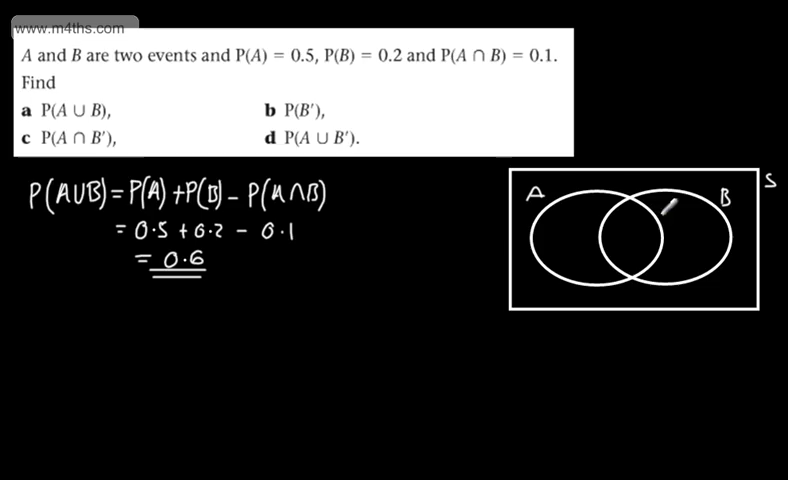 www.m4ths.com
A and B are two events and P(A) = 0.5, P(B) = 0.2 and P(A ∩ B) = 0.1.
Find
a P(A ∪ B), b P(B′),
c P(A ∩ B′), d P(A ∪ B′).
P(A∪B) = P(A) + P(B) - P(A∩B)
= 0.5 + 0.2 - 0.1
= 0.6
A B S